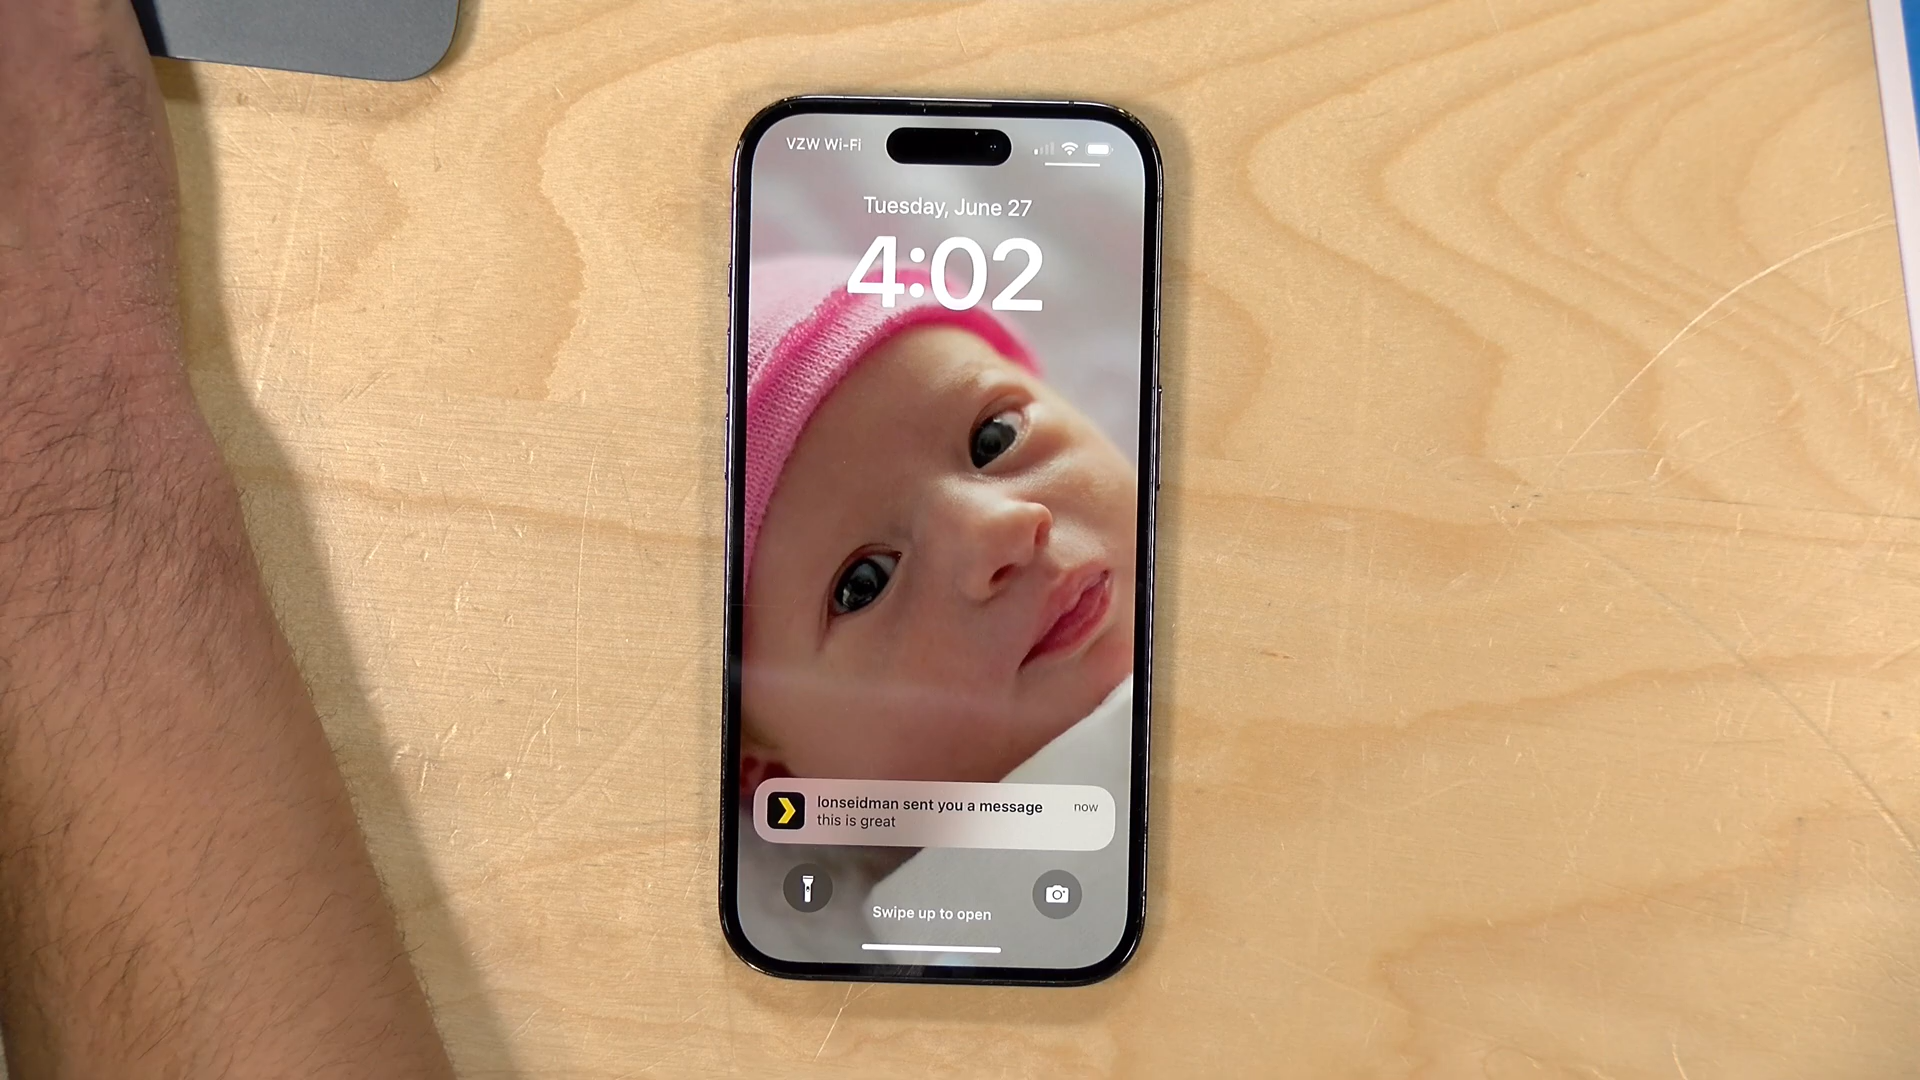 VZW Wi-Fi
Tuesday, June 27
4:02
lonseidman sent you a message
now
this is great
Swipe up to open